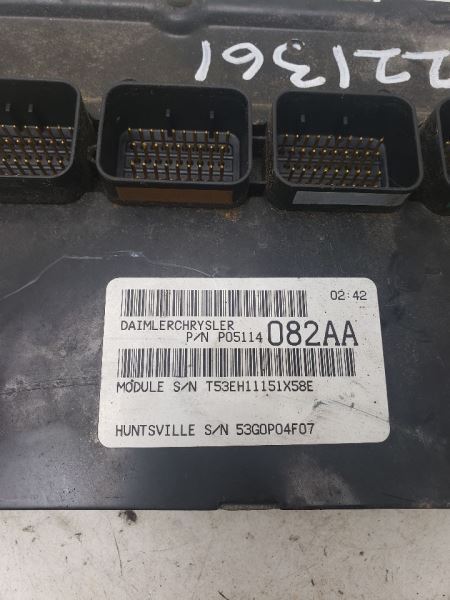 221361
02:42
DAIMLERCHRYSLER
P/N P05114 082AA
MODULE S/N T53EH11151X58E
HUNTSVILLE S/N 53G0P04F07